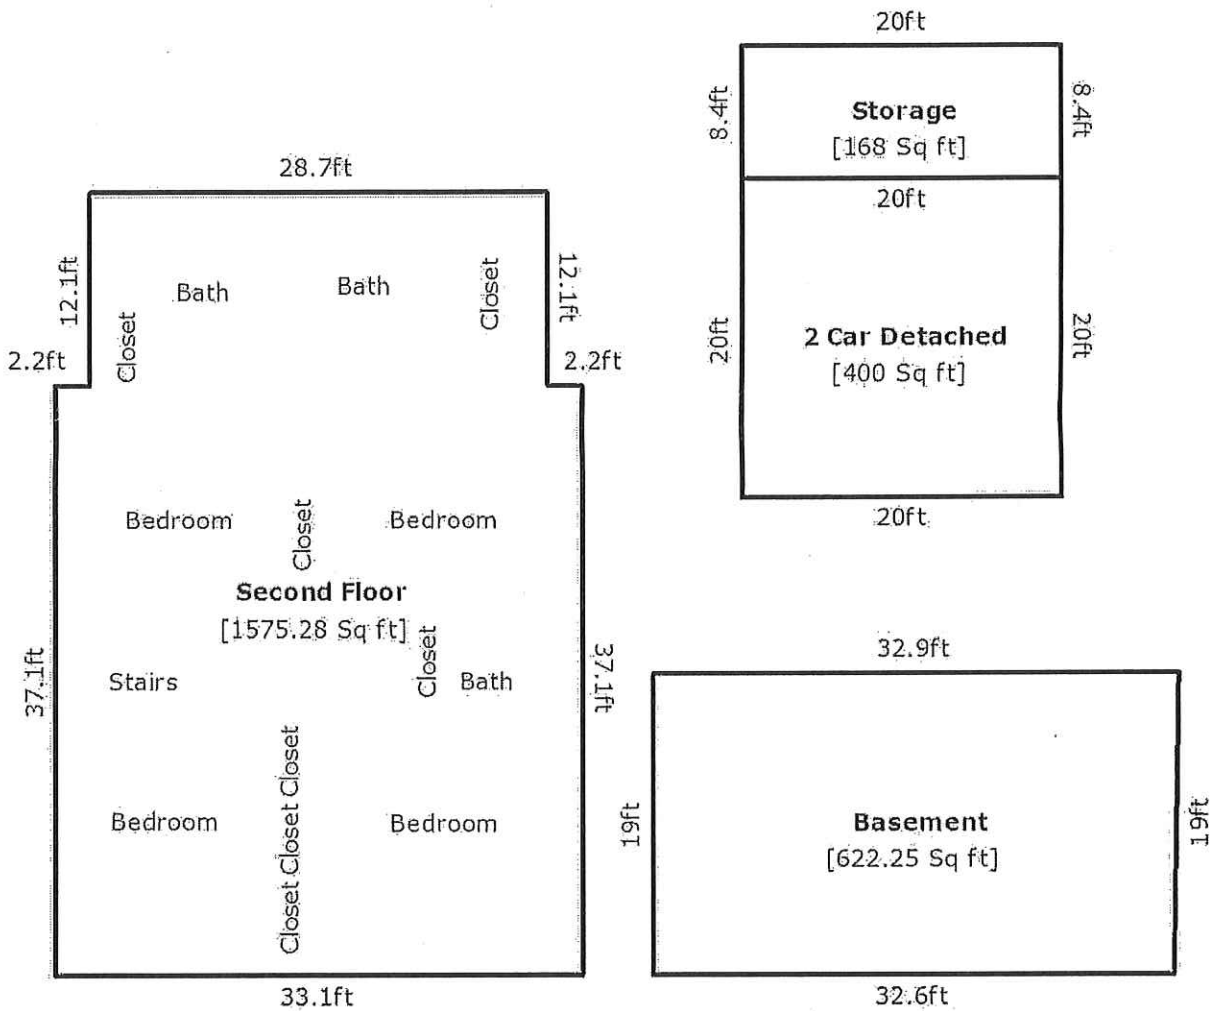 20ft
8.4ft
8.4ft
Storage
[168 Sq ft]
20ft
20ft
20ft
2 Car Detached
[400 Sq ft]
20ft
28.7ft
12.1ft
12.1ft
Bath
Bath
Closet
Closet
2.2ft
2.2ft
Bedroom
Closet
Bedroom
Second Floor
[1575.28 Sq ft]
37.1ft
37.1ft
Stairs
Closet
Bath
Closet
Closet
Closet
Bedroom
Bedroom
33.1ft
32.9ft
19ft
19ft
Basement
[622.25 Sq ft]
32.6ft